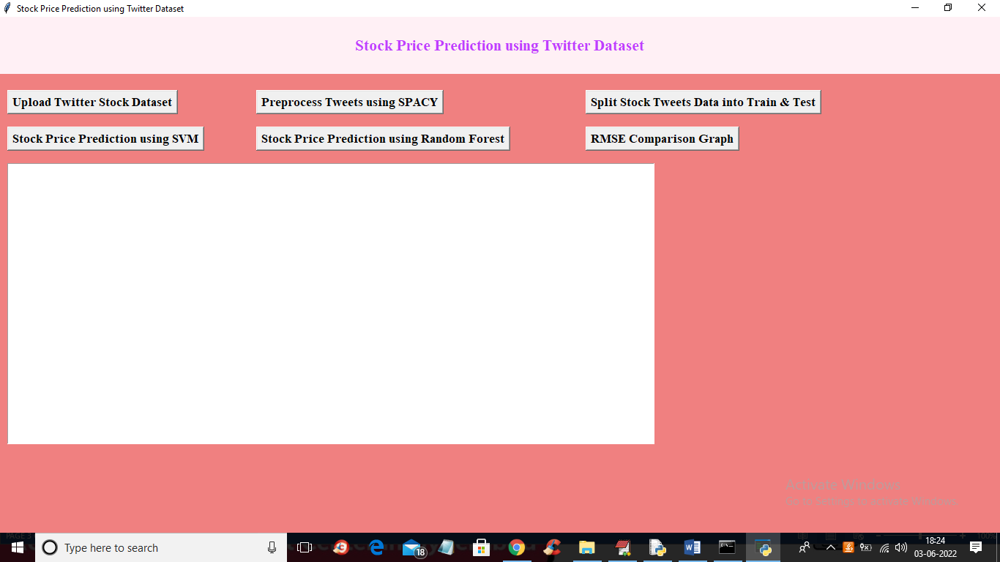 Stock Price Prediction using Twitter Dataset
Stock Price Prediction using Twitter Dataset
Upload Twitter Stock Dataset
Preprocess Tweets using SPACY
Split Stock Tweets Data into Train & Test
Stock Price Prediction using SVM
Stock Price Prediction using Random Forest
RMSE Comparison Graph
Activate Windows
Go to Settings to activate Windows.
PAGE 3
100%
Type here to search
18
18:24
03-06-2022